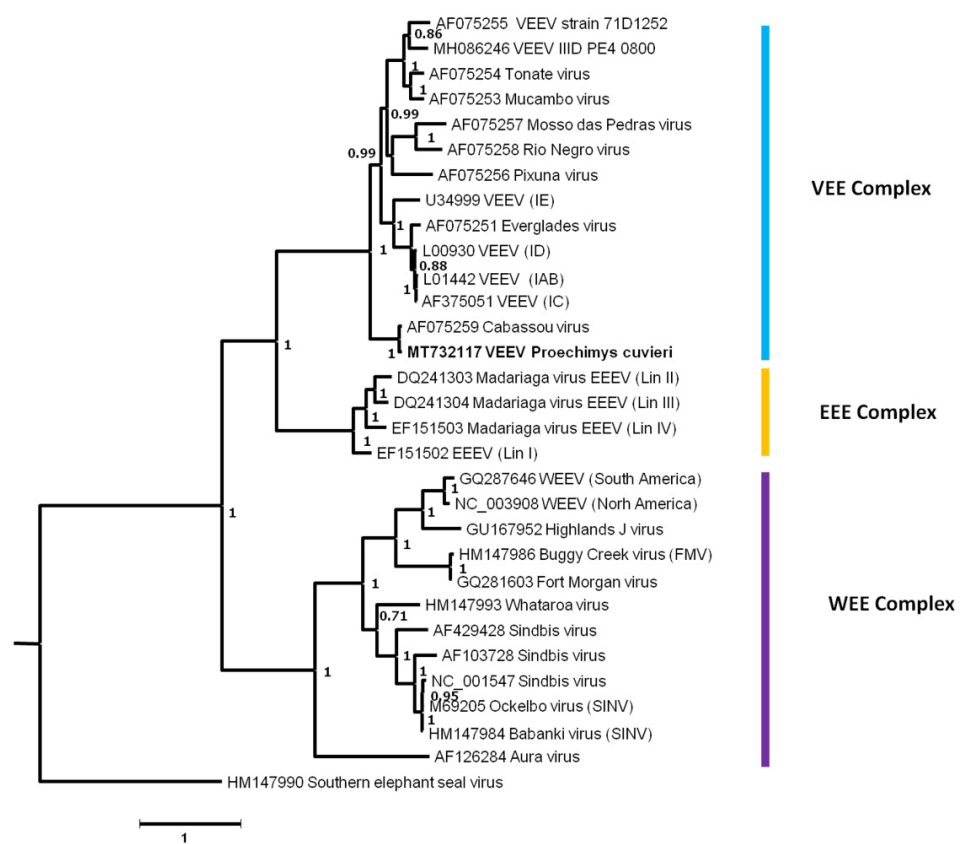 AF075255 VEEV strain 71D1252
0.86
MH086246 VEEV IIID PE4 0800
1
AF075254 Tonate virus
1
AF075253 Mucambo virus
0.99
AF075257 Mosso das Pedras virus
1
AF075258 Rio Negro virus
0.99
AF075256 Pixuna virus
VEE Complex
U34999 VEEV (IE)
1
AF075251 Everglades virus
1
L00930 VEEV (ID)
0.88
L01442 VEEV (IAB)
1
AF375051 VEEV (IC)
AF075259 Cabassou virus
1
1
MT732117 VEEV Proechimys cuvieri
DQ241303 Madariaga virus EEEV (Lin II)
1
DQ241304 Madariaga virus EEEV (Lin III)
1
EEE Complex
EF151503 Madariaga virus EEEV (Lin IV)
1
EF151502 EEEV (Lin I)
GQ287646 WEEV (South America)
1
NC_003908 WEEV (Norh America)
1
1
GU167952 Highlands J virus
1
HM147986 Buggy Creek virus (FMV)
1
GQ281603 Fort Morgan virus
1
WEE Complex
HM147993 Whataroa virus
0.71
AF429428 Sindbis virus
1
AF103728 Sindbis virus
1
1
NC_001547 Sindbis virus
0.95
M69205 Ockelbo virus (SINV)
1
HM147984 Babanki virus (SINV)
AF126284 Aura virus
HM147990 Southern elephant seal virus
1